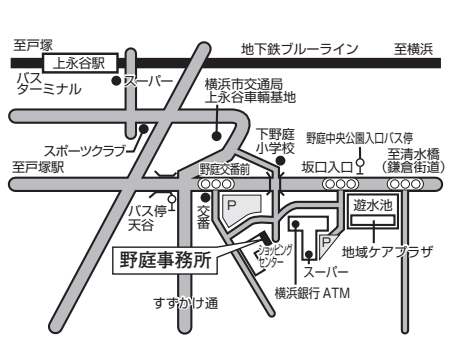 至戸塚
地下鉄ブルーライン
至横浜
上永谷駅
バス
ターミナル
スーパー
横浜市交通局
上永谷車輌基地
スポーツクラブ
下野庭
小学校
野庭中央公園入口バス停
至戸塚駅
野庭交番前
坂口入口
至清水橋
(鎌倉街道)
バス停
天谷
交番
P
遊水池
野庭事務所
ショッピング
センター
P
地域ケアプラザ
スーパー
横浜銀行 ATM
すずかけ通